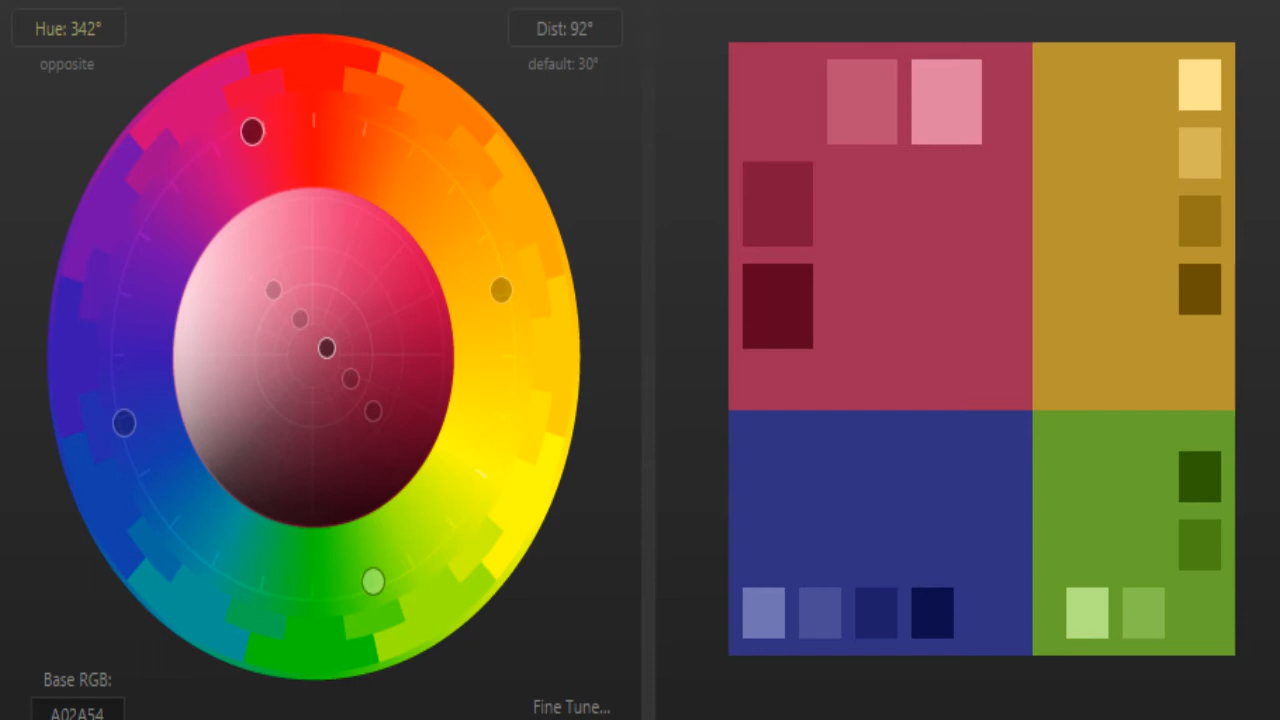 Hue: 342°
Dist: 92°
opposite
default: 30°
Base RGB:
A02A54
Fine Tune...